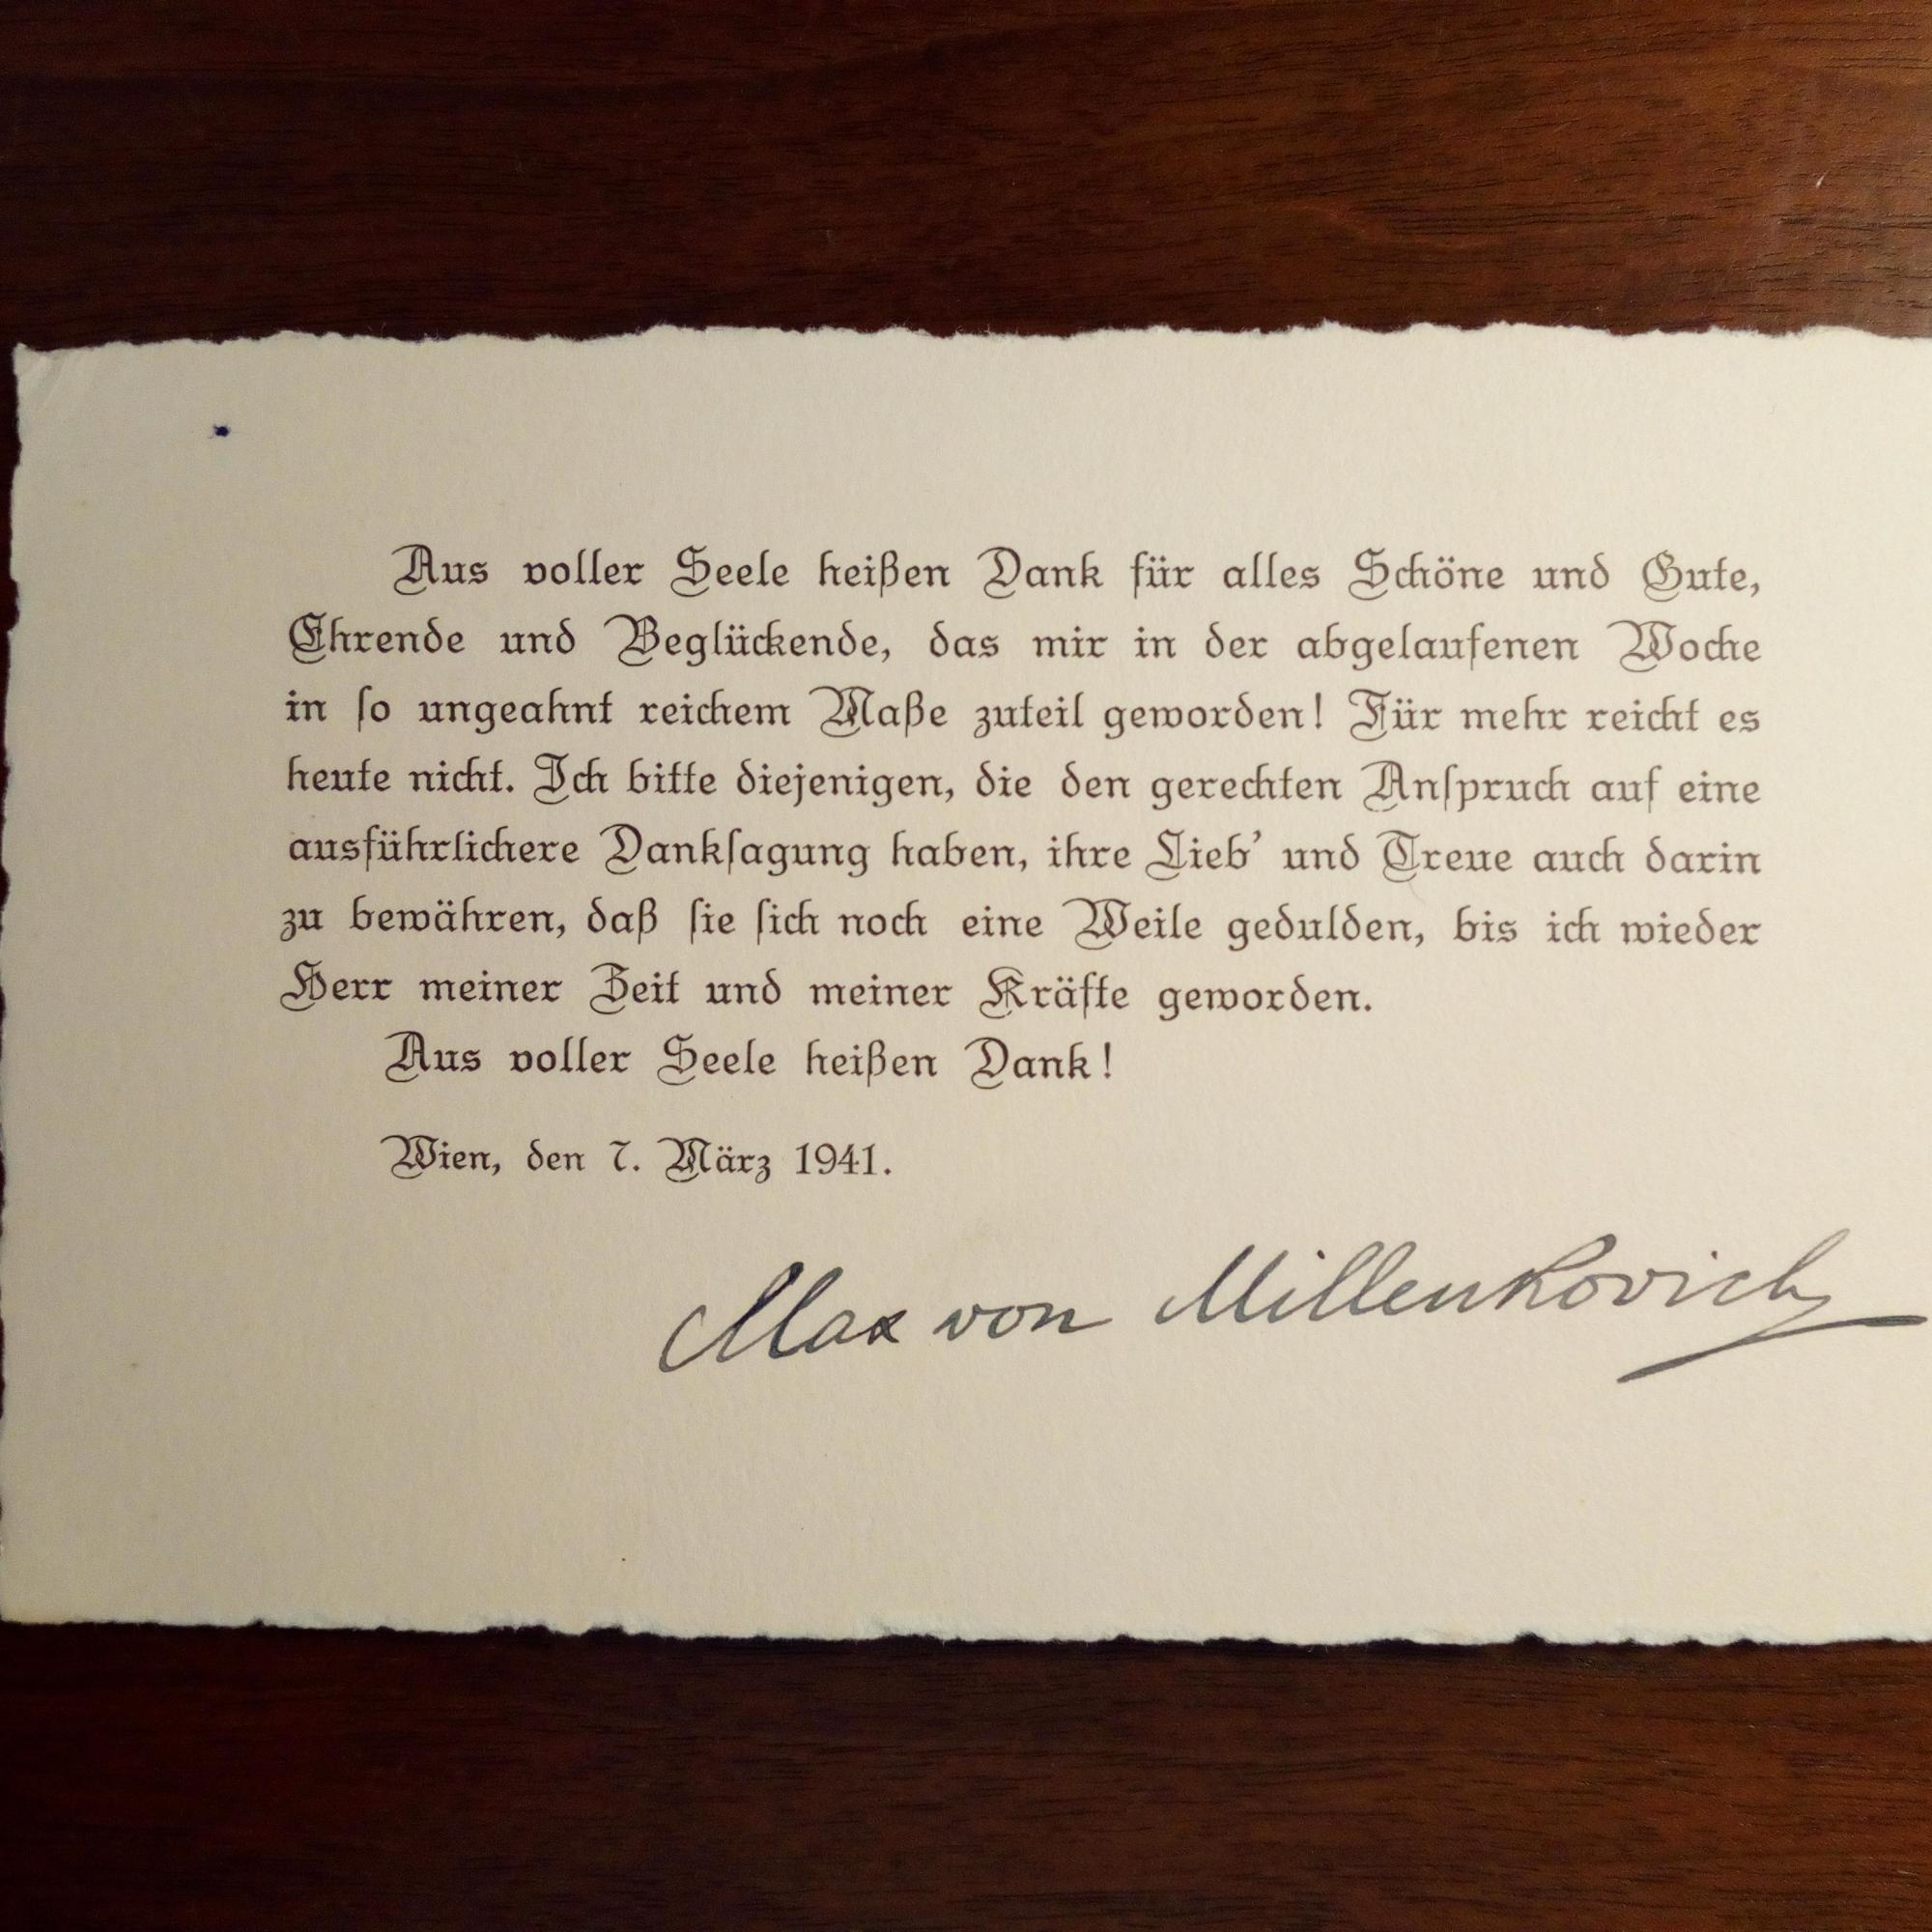 Aus voller Seele heißen Dank für alles Schöne und Gute,
Ehrende und Beglückende, das mir in der abgelaufenen Woche
in ſo ungeahnt reichem Maße zuteil geworden! Für mehr reicht es
heute nicht. Ich bitte diejenigen, die den gerechten Anſpruch auf eine
ausführlichere Dankſagung haben, ihre Lieb’ und Treue auch darin
zu bewähren, daß ſie ſich noch eine Weile gedulden, bis ich wieder
Herr meiner Zeit und meiner Kräfte geworden.
Aus voller Seele heißen Dank!
Wien, den 7. März 1941.
Max von Millenkovich